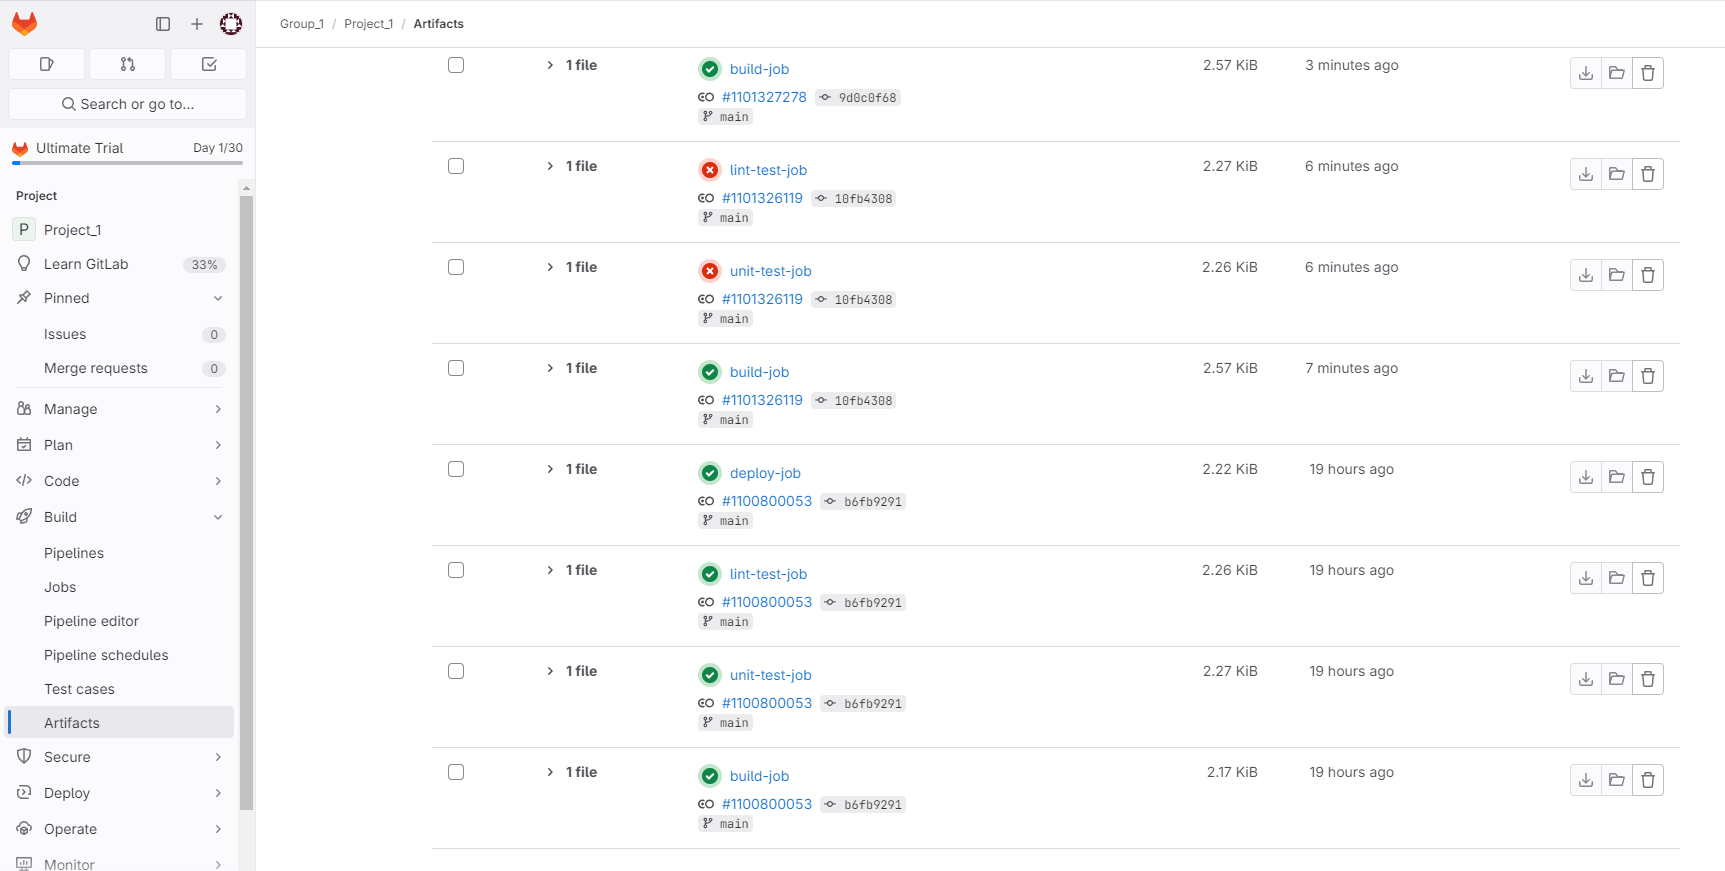 Group_1 / Project_1 / Artifacts
Search or go to...
Ultimate Trial Day 1/30
Project
P Project_1
Learn GitLab 33%
Pinned
Issues 0
Merge requests 0
Manage
Plan
Code
Build
Pipelines
Jobs
Pipeline editor
Pipeline schedules
Test cases
Artifacts
Secure
Deploy
Operate
Monitor
1 file build-job 2.57 KiB 3 minutes ago
#1101327278 9d0c0f68
main
1 file lint-test-job 2.27 KiB 6 minutes ago
#1101326119 10fb4308
main
1 file unit-test-job 2.26 KiB 6 minutes ago
#1101326119 10fb4308
main
1 file build-job 2.57 KiB 7 minutes ago
#1101326119 10fb4308
main
1 file deploy-job 2.22 KiB 19 hours ago
#1100800053 b6fb9291
main
1 file lint-test-job 2.26 KiB 19 hours ago
#1100800053 b6fb9291
main
1 file unit-test-job 2.27 KiB 19 hours ago
#1100800053 b6fb9291
main
1 file build-job 2.17 KiB 19 hours ago
#1100800053 b6fb9291
main